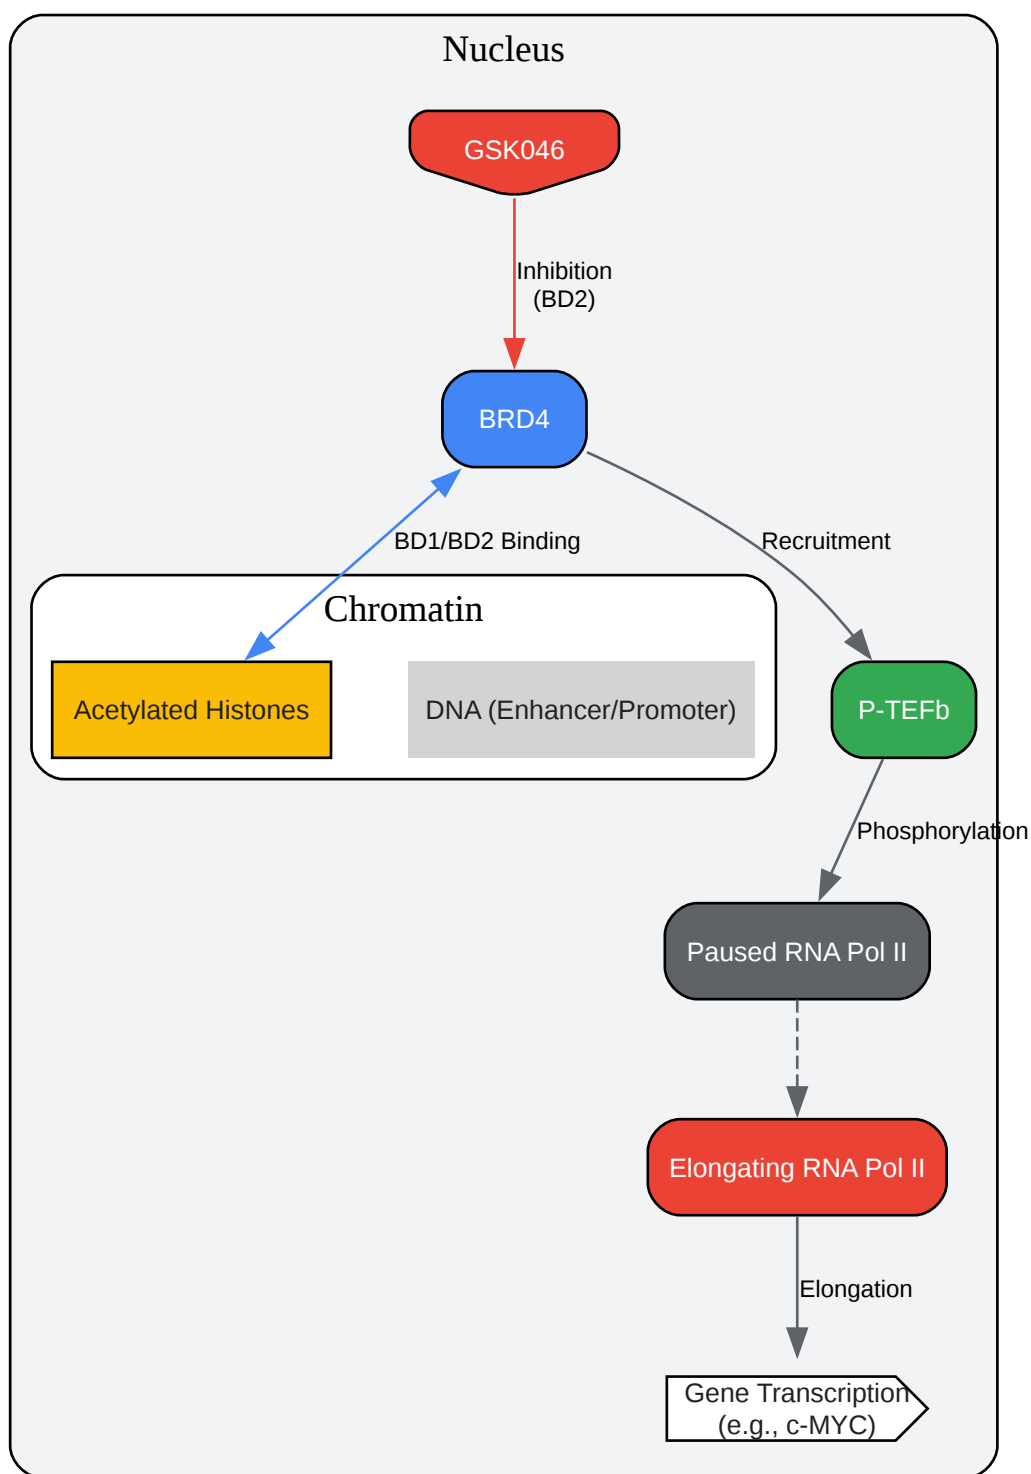 Nucleus
GSK046
Inhibition
(BD2)
BRD4
BD1/BD2 Binding
Recruitment
Chromatin
Acetylated Histones
DNA (Enhancer/Promoter)
P-TEFb
Phosphorylation
Paused RNA Pol II
Elongating RNA Pol II
Elongation
Gene Transcription
(e.g., c-MYC)